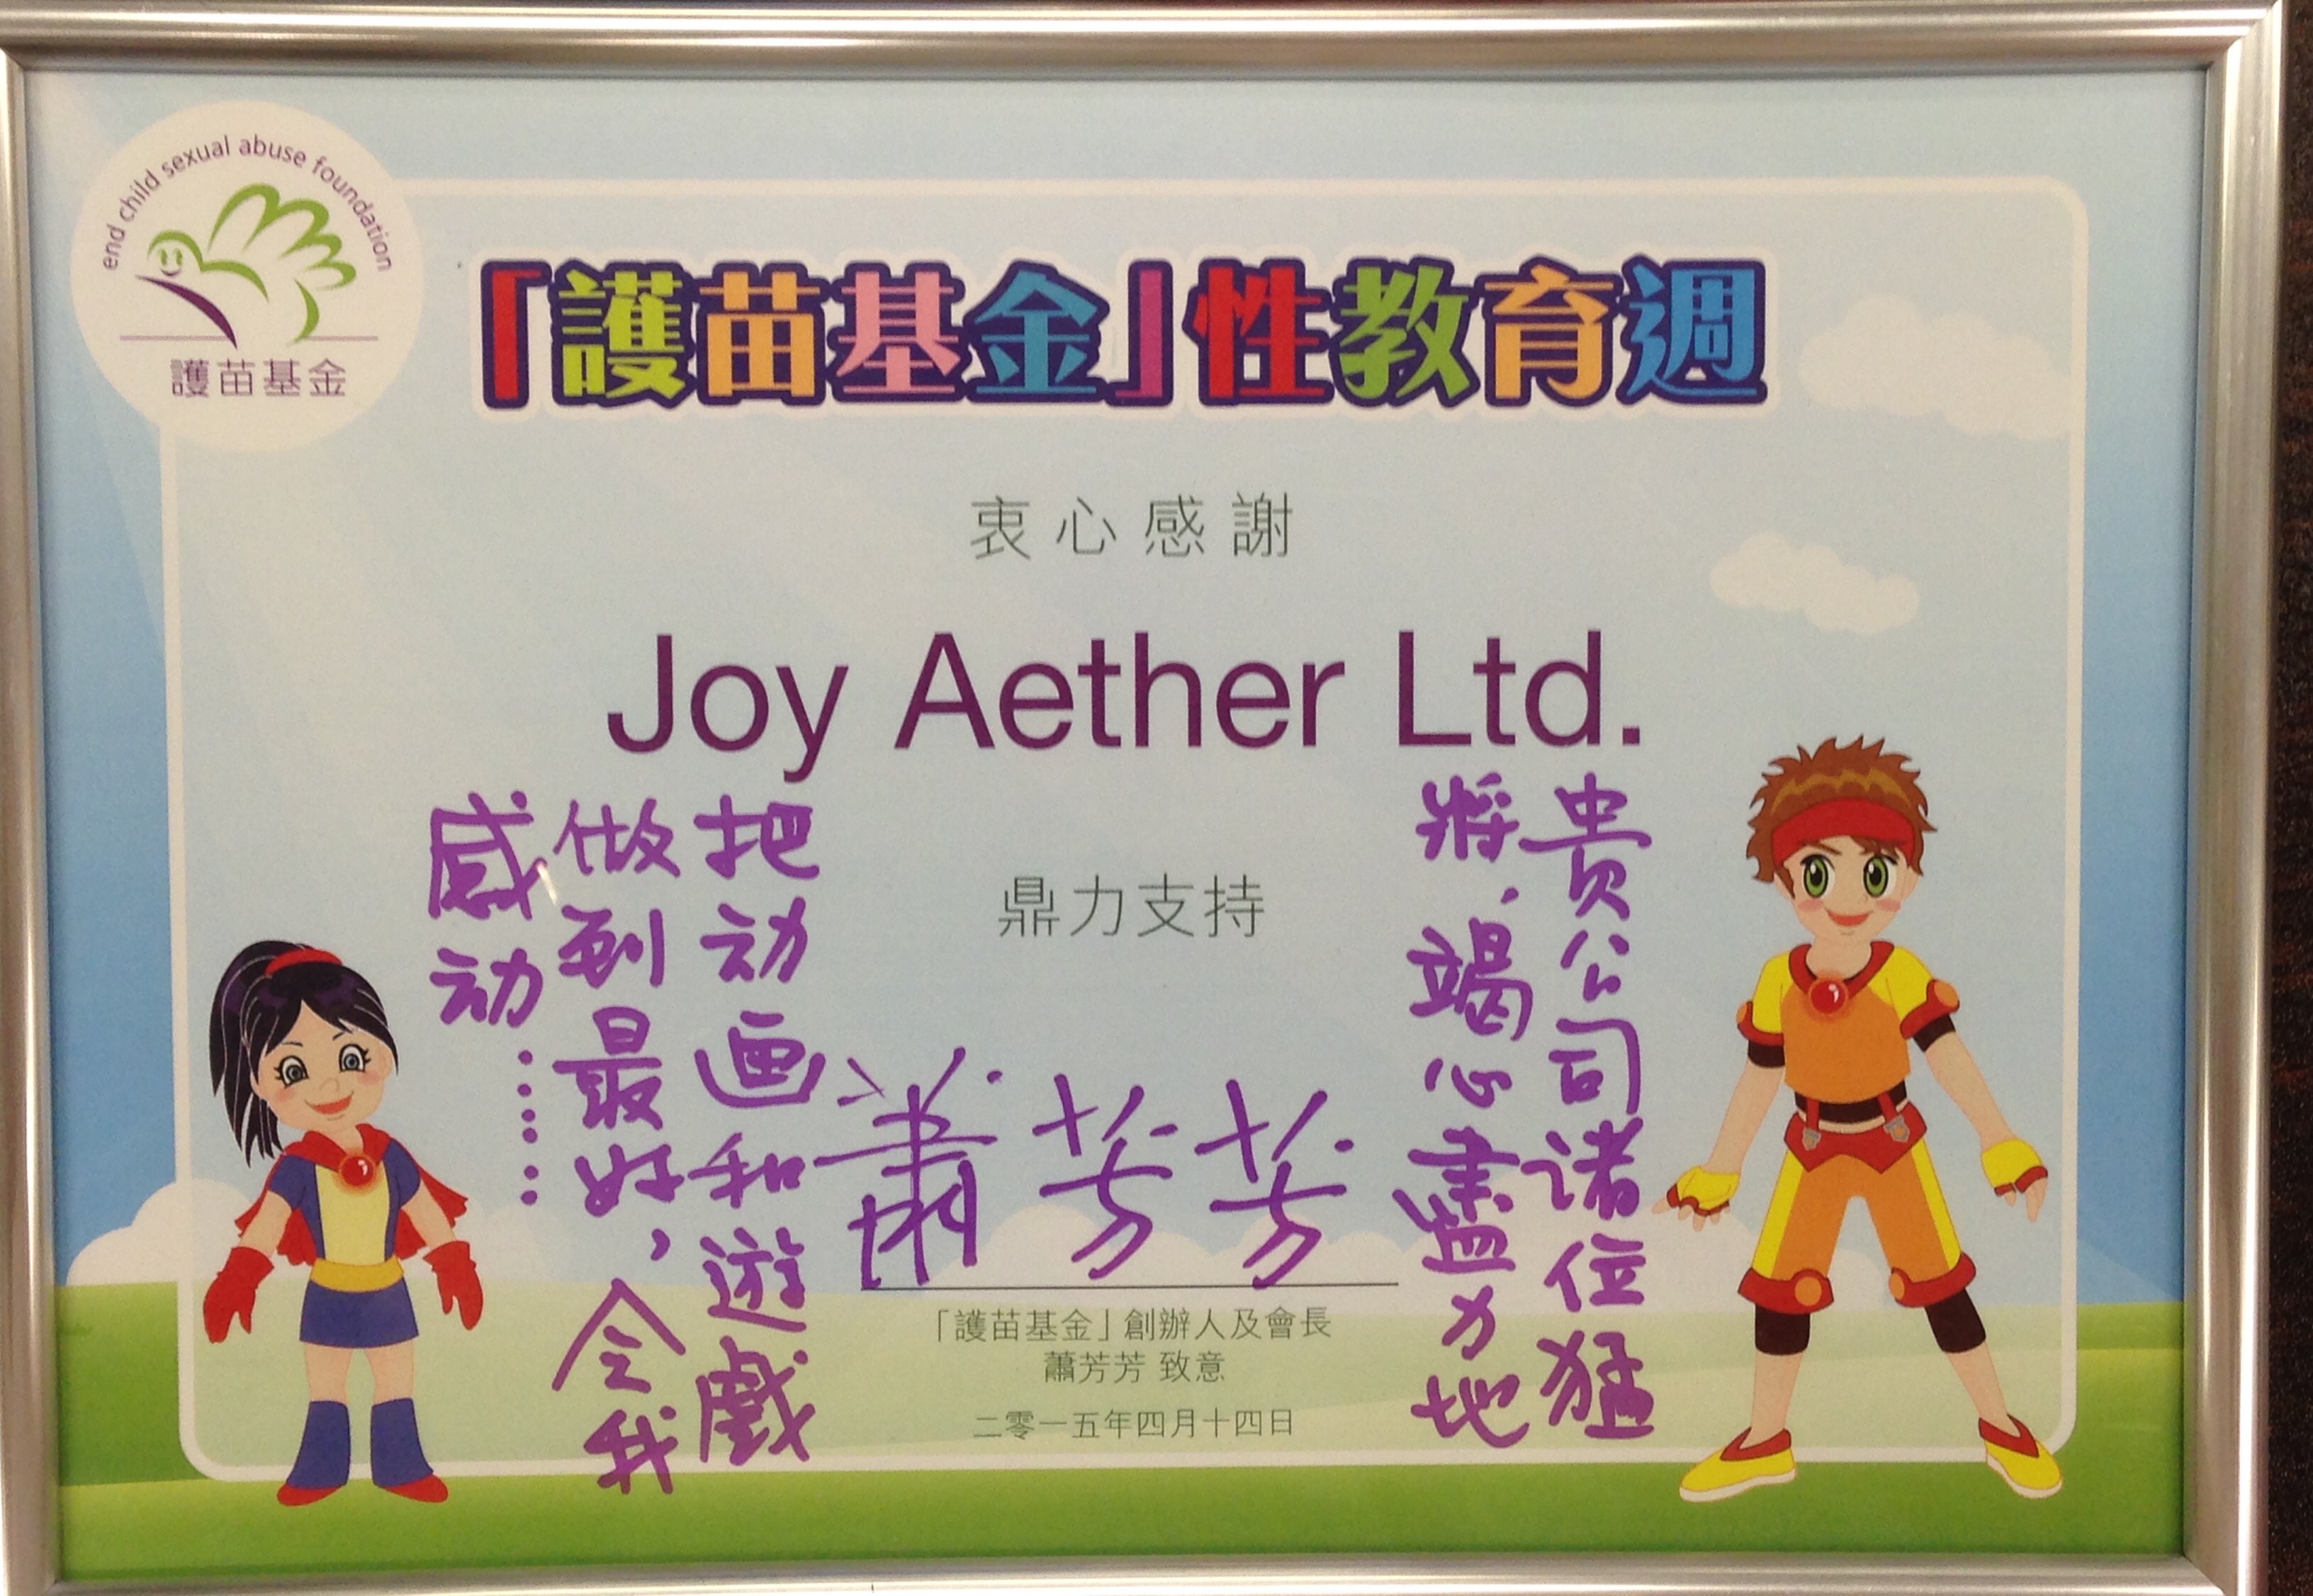 end child sexual abuse foundation
護苗基金
「護苗基金」性教育週
衷心感謝
Joy Aether Ltd.
鼎力支持
貴公司诸位猛
將，竭心盡力地
把动画和遊戲
做到最好，令我
感动……
蕭芳芳
「護苗基金」創辦人及會長
蕭芳芳 致意
二零一五年四月十四日